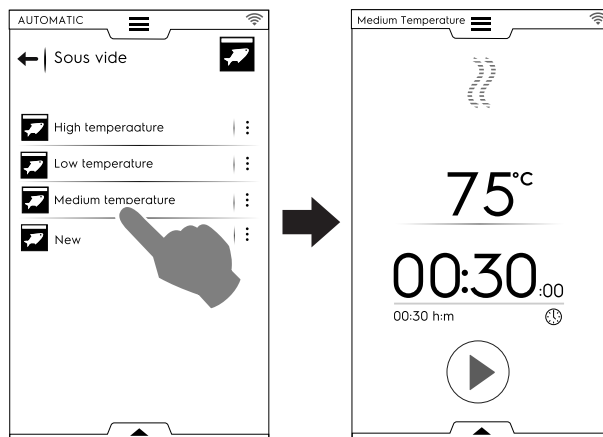 AUTOMATIC
Sous vide
High temperaature
Low temperature
Medium temperature
New
Medium Temperature
75°C
00:30:00
00:30 h:m